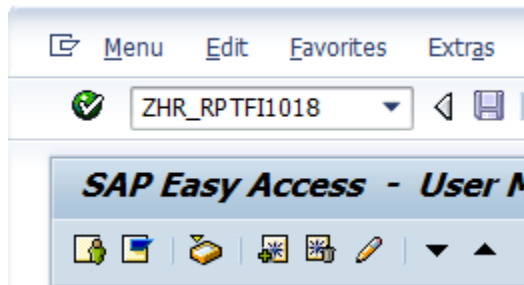 Menu Edit Favorites Extras
ZHR_RPTFI1018
SAP Easy Access - User